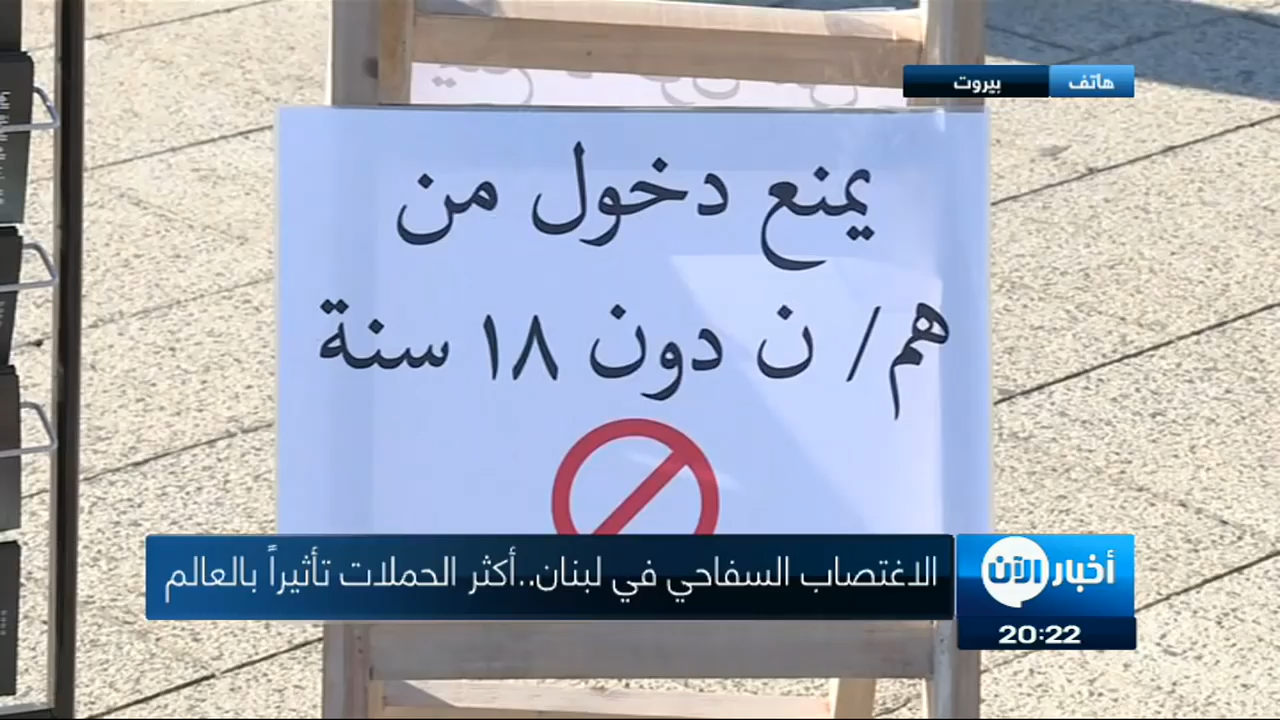 هاتف
بيروت
يمنع دخول من
هم/ن دون ١٨ سنة
الاغتصاب السفاحي في لبنان..أكثر الحملات تأثيراً بالعالم
أخبار الآن
20:22